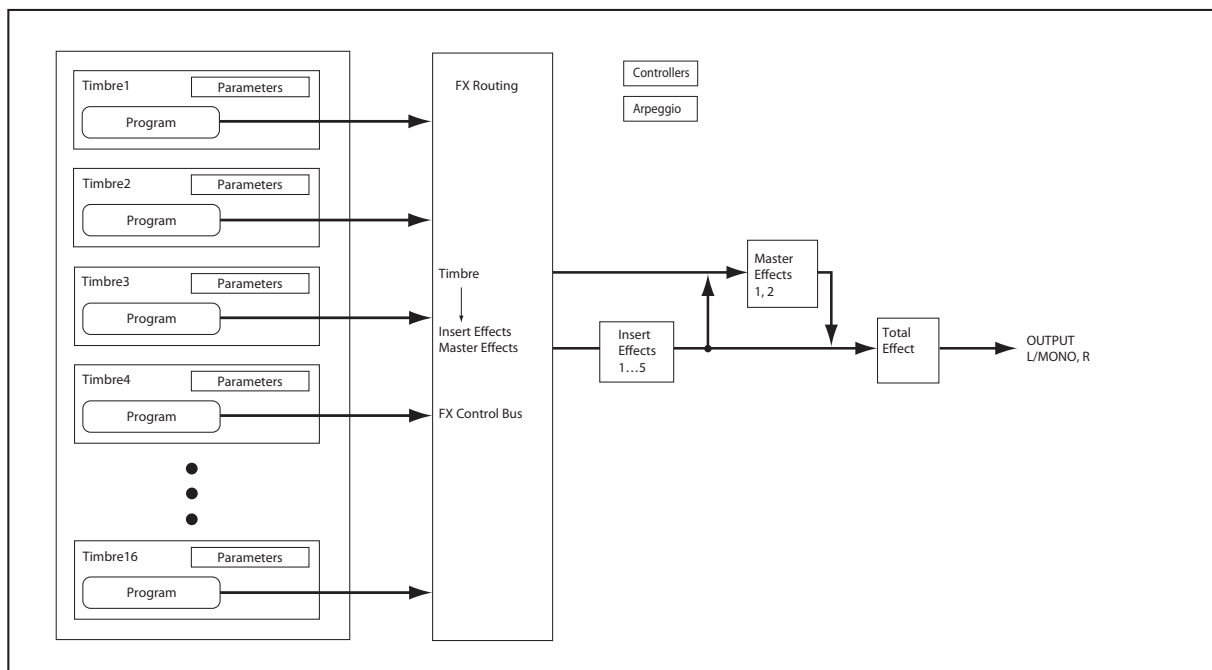 Timbre1
Parameters
Program
Timbre2
Parameters
Program
Timbre3
Parameters
Program
Timbre4
Parameters
Program
Timbre16
Parameters
Program
FX Routing
Timbre
Insert Effects
Master Effects
FX Control Bus
Controllers
Arpeggio
Insert
Effects
1...5
Master
Effects
1, 2
Total
Effect
OUTPUT
L/MONO, R